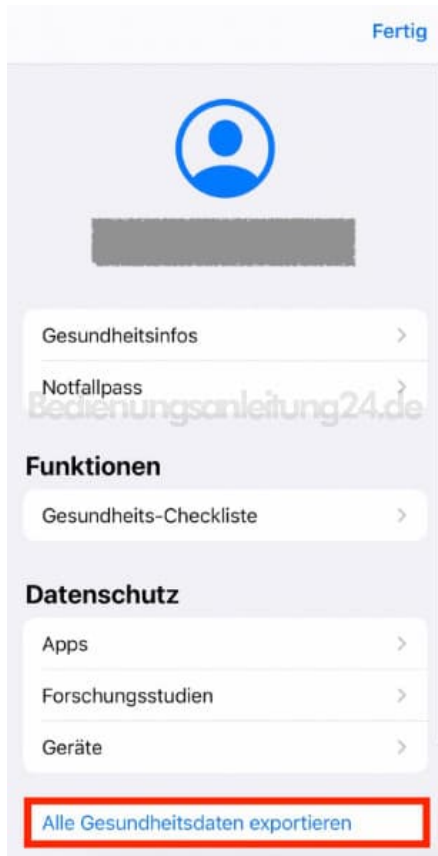 Fertig
Gesundheitsinfos
Notfallpass
Bedienungsanleitung24.de
Funktionen
Gesundheits-Checkliste
Datenschutz
Apps
Forschungsstudien
Geräte
Alle Gesundheitsdaten exportieren